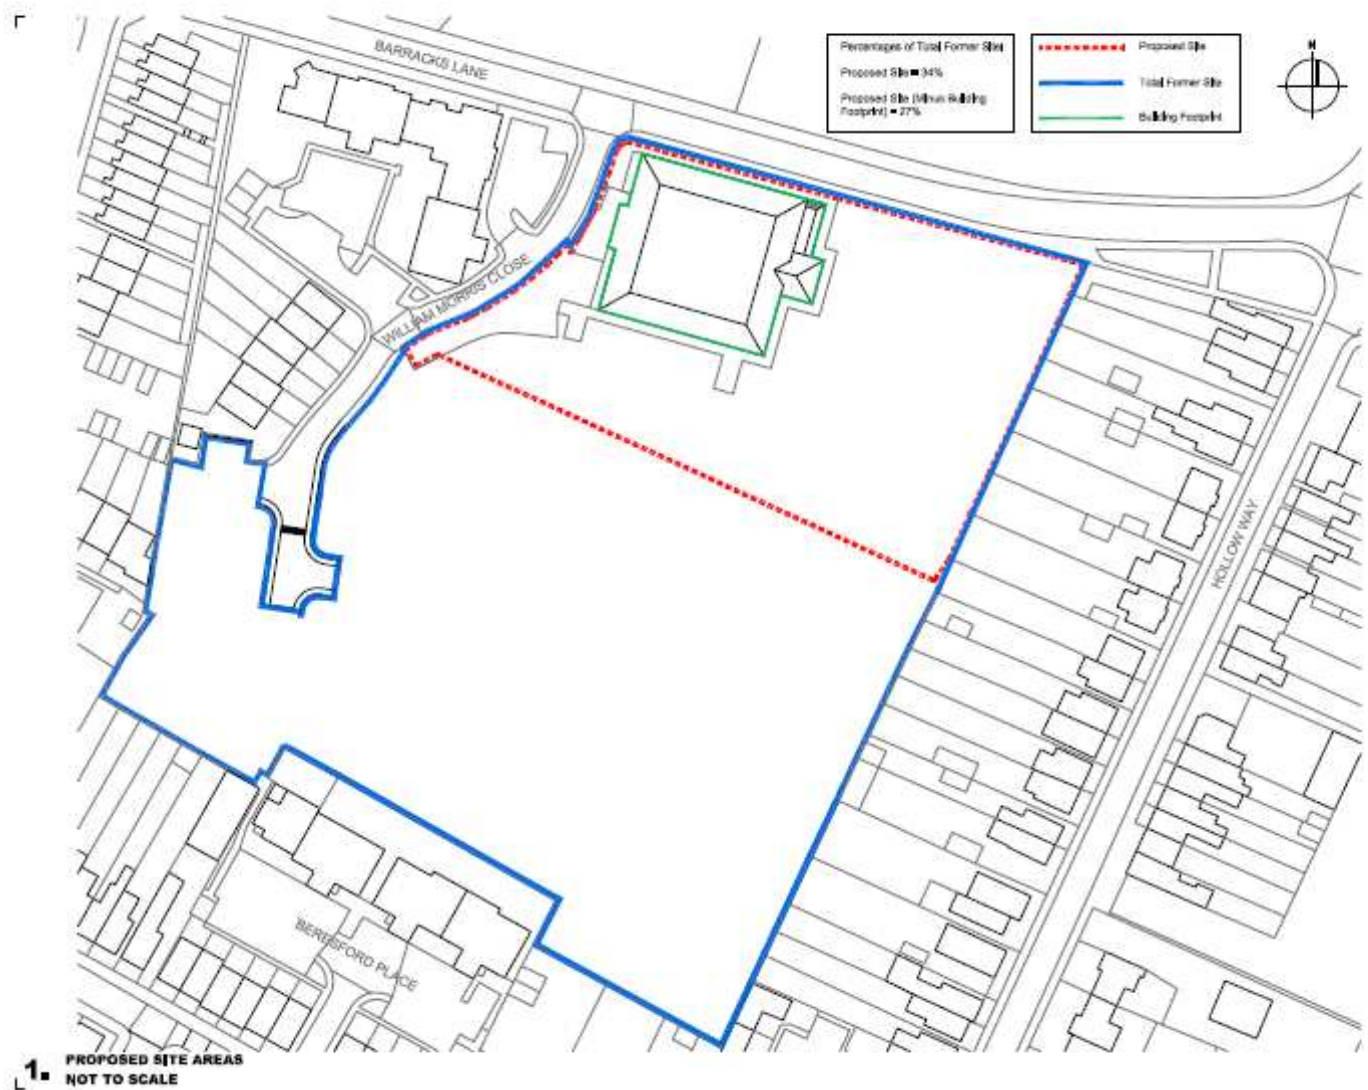 BARRACKS LANE
Percentages of Total Former Site:
Proposed Site = 34%
Proposed Site (Minus Building
Footprint) = 27%
Proposed Site
Total Former Site
Building Footprint
N
WILLIAM MORRIS CLOSE
HOLLOW WAY
BERESFORD PLACE
1.
PROPOSED SITE AREAS
NOT TO SCALE